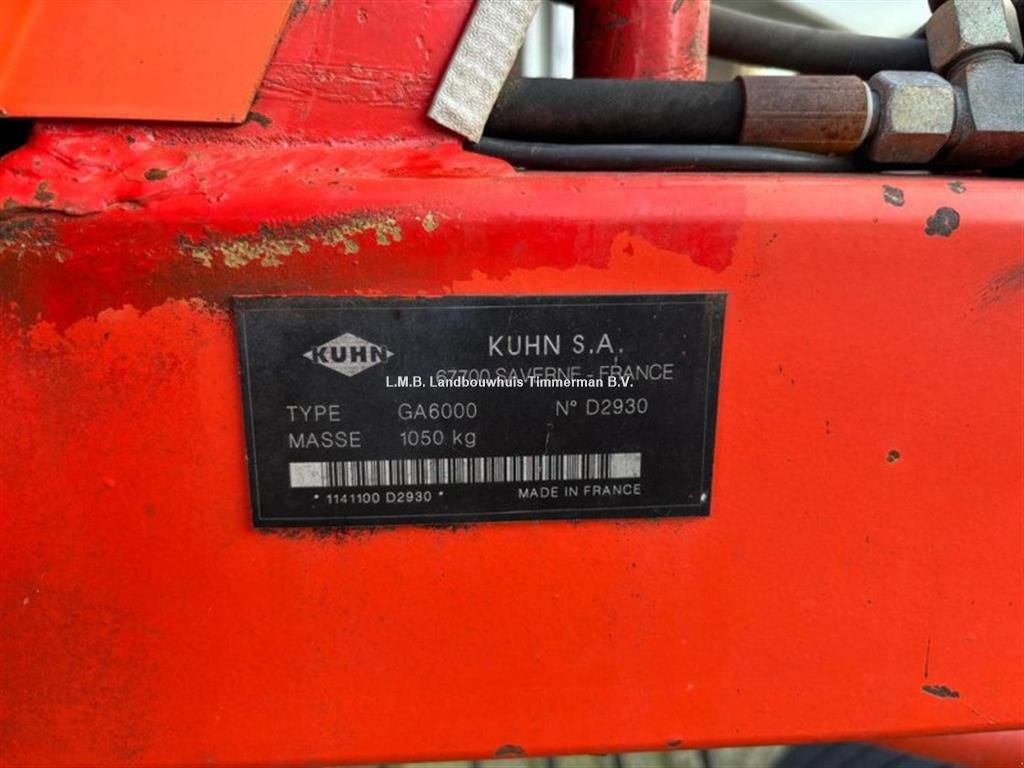 KUHN
KUHN S.A.
67700 SAVERNE - FRANCE
L.M.B. Landbouwhuis Timmerman B.V.
TYPE GA6000 N° D2930
MASSE 1050 kg
* 1141100 D2930 * MADE IN FRANCE